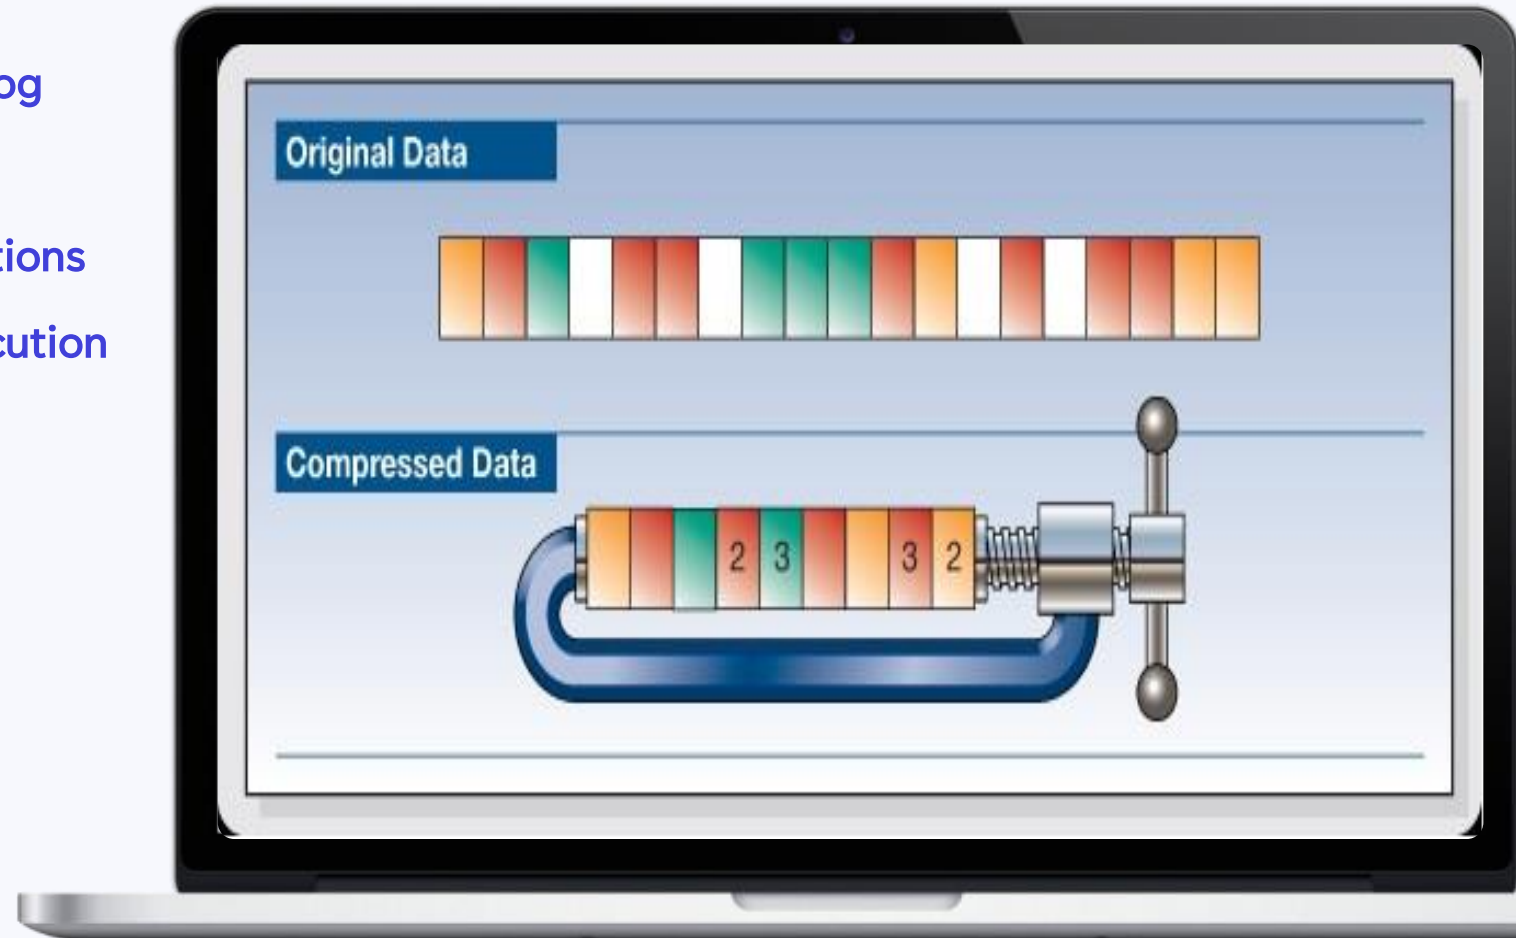 og
tions
cution
Original Data
Compressed Data
2 3 3 2